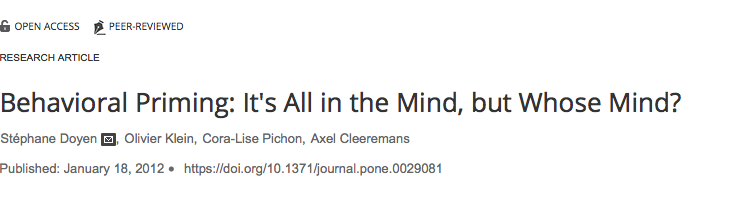 OPEN ACCESS PEER-REVIEWED
RESEARCH ARTICLE
Behavioral Priming: It's All in the Mind, but Whose Mind?
Stéphane Doyen , Olivier Klein, Cora-Lise Pichon, Axel Cleeremans
Published: January 18, 2012 • https://doi.org/10.1371/journal.pone.0029081